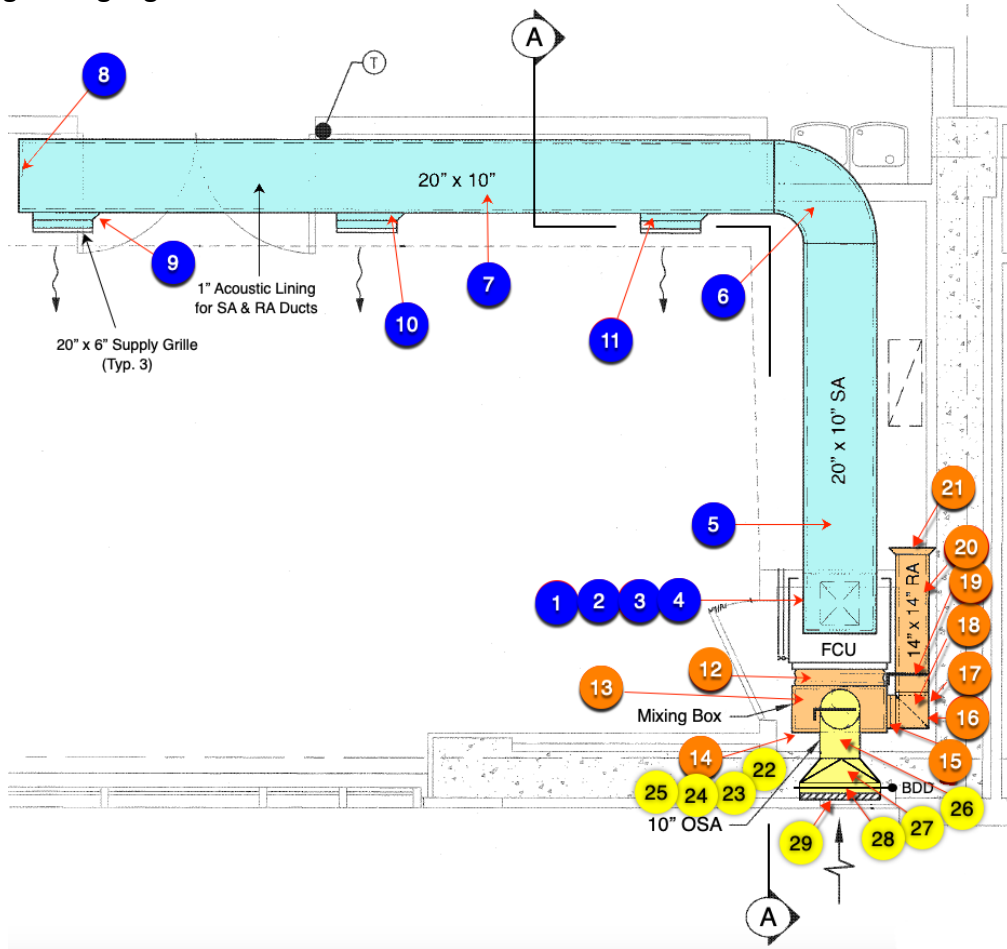 A
8
T
20” x 10”
9
1” Acoustic Lining
for SA & RA Ducts
7
6
10
11
20” x 6” Supply Grille
(Typ. 3)
20” x 10” SA
5
21
20
19
14” x 14” RA
1
2
3
4
18
FCU
17
12
13
16
Mixing Box
14
15
22
25
24
23
BDD
26
10” OSA
29
28
27
A